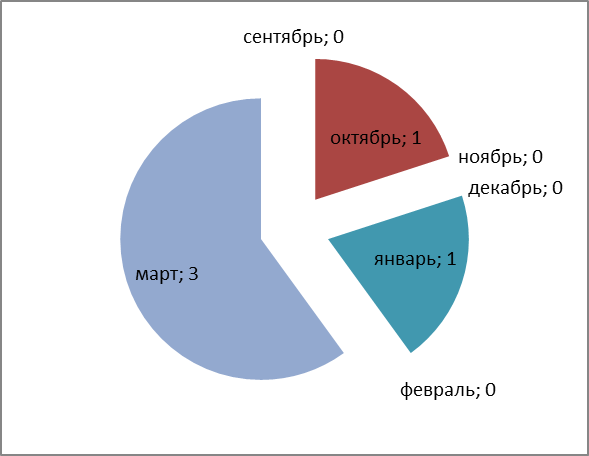 сентябрь; 0
октябрь; 1
ноябрь; 0
декабрь; 0
январь; 1
март; 3
февраль; 0